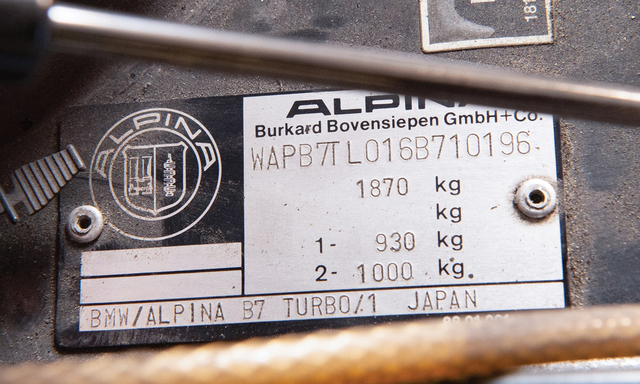 181
ALPINA
Burkard Bovensiepen GmbH+Co.
ALPINA
WAPB7TL016B710196
1870 kg
kg
1- 930 kg
2- 1000 kg.
BMW/ALPINA B7 TURBO/1 JAPAN